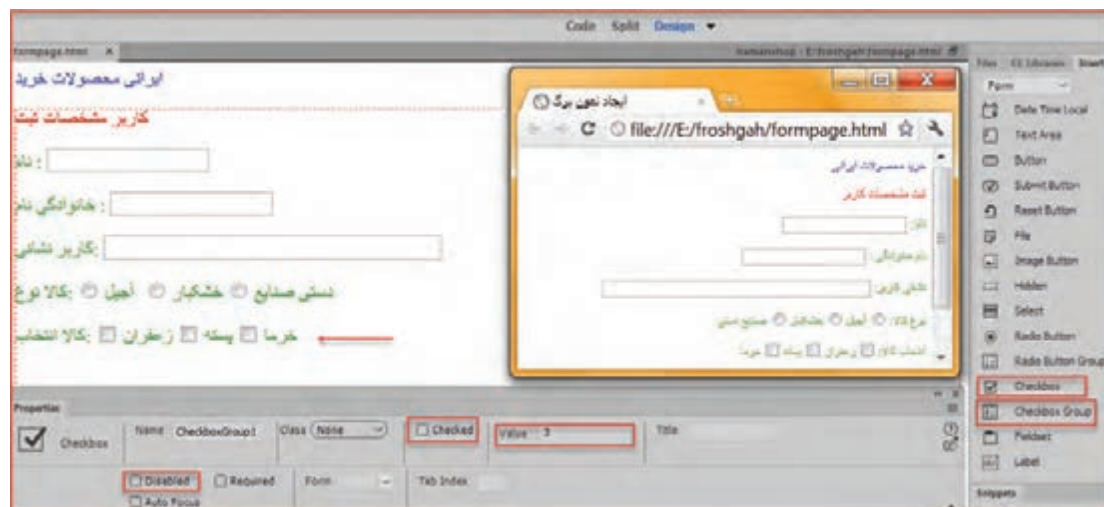 Code Split Design
formpage.html ×
Files CC Libraries Insert
Form
Date Time Local
Text Area
Button
Submit Button
Reset Button
File
Image Button
Hidden
Select
Radio Button
Radio Button Group
Checkbox
Checkbox Group
Fieldset
Label
Snippets
ایرانی محصولات خرید
کاربر مشخصات ثبت
: نام
: خانوادگی نام
:کاربر نشانی
دستی صنایع خشکبار آجیل :کالا نوع
خرما پسته زعفران :کالا انتخاب
ایجاد نمون برگ
file:///E:/froshgah/formpage.html
خرید محصولات ایرانی
ثبت مشخصات کاربر
نام:
نام خانوادگی:
نشانی کاربر:
نوع کالا: آجیل خشکبار صنایع دستی
انتخاب کالا: زعفران پسته خرما
Properties
Checkbox Name CheckboxGroup1 Class None Checked Value 3 Title
Disabled Required Form Tab Index
Auto Focus